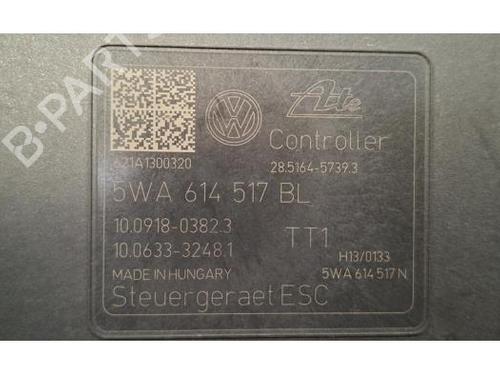 B-PARTS
Ate
Controller
621A1300320
28.5164-5739.3
5WA 614 517 BL
10.0918-0382.3
10.0633-3248.1
TT1
H13/0133
MADE IN HUNGARY
5WA 614 517 N
Steuergeraet ESC